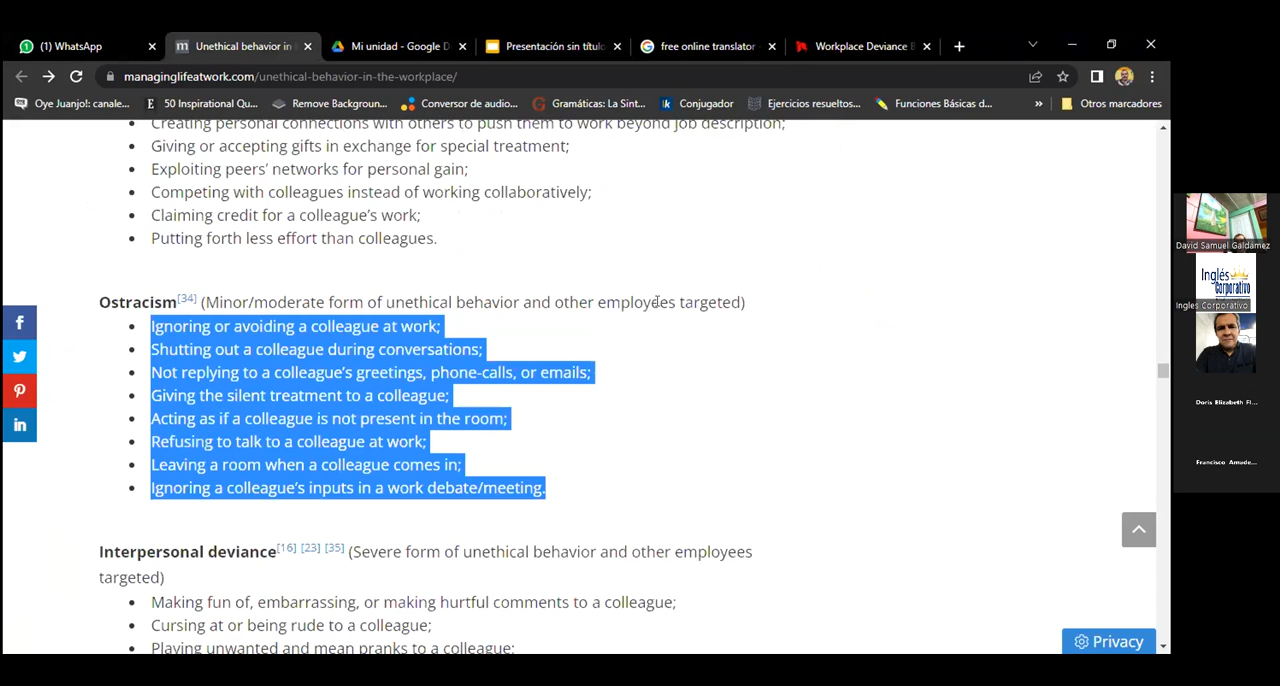 (1) WhatsApp
Unethical behavior in
Mi unidad - Google D
Presentación sin títul
free online translator -
Workplace Deviance B
managinglifeatwork.com/unethical-behavior-in-the-workplace/
Oye Juanjo!: canale...
50 Inspirational Qu...
Remove Backgroun...
Conversor de audio...
Gramáticas: La Sint...
Conjugador
Ejercicios resueltos...
Funciones Básicas d...
»
Otros marcadores
Creating personal connections with others to push them to work beyond job description;
Giving or accepting gifts in exchange for special treatment;
Exploiting peers' networks for personal gain;
Competing with colleagues instead of working collaboratively;
Claiming credit for a colleague's work;
Putting forth less effort than colleagues.
Ostracism[34] (Minor/moderate form of unethical behavior and other employees targeted)
Ignoring or avoiding a colleague at work;
Shutting out a colleague during conversations;
Not replying to a colleague's greetings, phone-calls, or emails;
Giving the silent treatment to a colleague;
Acting as if a colleague is not present in the room;
Refusing to talk to a colleague at work;
Leaving a room when a colleague comes in;
Ignoring a colleague's inputs in a work debate/meeting.
Interpersonal deviance[16] [23] [35] (Severe form of unethical behavior and other employees
targeted)
Making fun of, embarrassing, or making hurtful comments to a colleague;
Cursing at or being rude to a colleague;
Playing unwanted and mean pranks to a colleague;
Privacy
David Samuel Galdámez
Inglés
Corporativo
Ingles Corporativo
Doris Elizabeth Fl...
Francisco Amade...